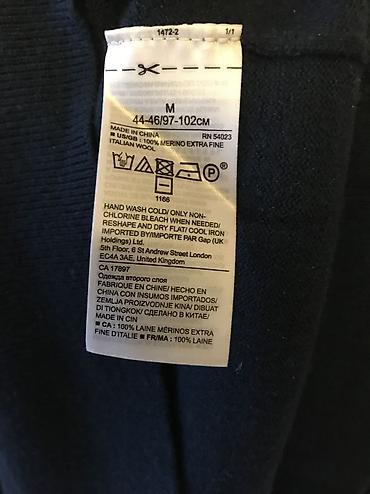 1472-2 1/1
M
44-46/97-102CM
MADE IN CHINA RN 54023
■ US/GB : 100% MERINO EXTRA FINE
ITALIAN WOOL
P ®
1166
HAND WASH COLD/ ONLY NON-
CHLORINE BLEACH WHEN NEEDED/
RESHAPE AND DRY FLAT/ COOL IRON
IMPORTED BY/IMPORTE PAR Gap (UK
Holdings) Ltd.
5th Floor, 6 St Andrew Street London
EC4A 3AE, United Kingdom
CA 17897
Одежда второго слоя
FABRIQUE EN CHINE/ HECHO EN
CHINA CON INSUMOS IMPORTADOS/
ZEMLJA PROIZVODNJE KINA/ DIBUAT
DI TIONGKOK/ СДЕЛАНО В КИТАЕ/
MADE IN CIN
■ CA : 100% LAINE MÉRINOS EXTRA
FINE D'ITALIE ■ FR/MA : 100% LAINE